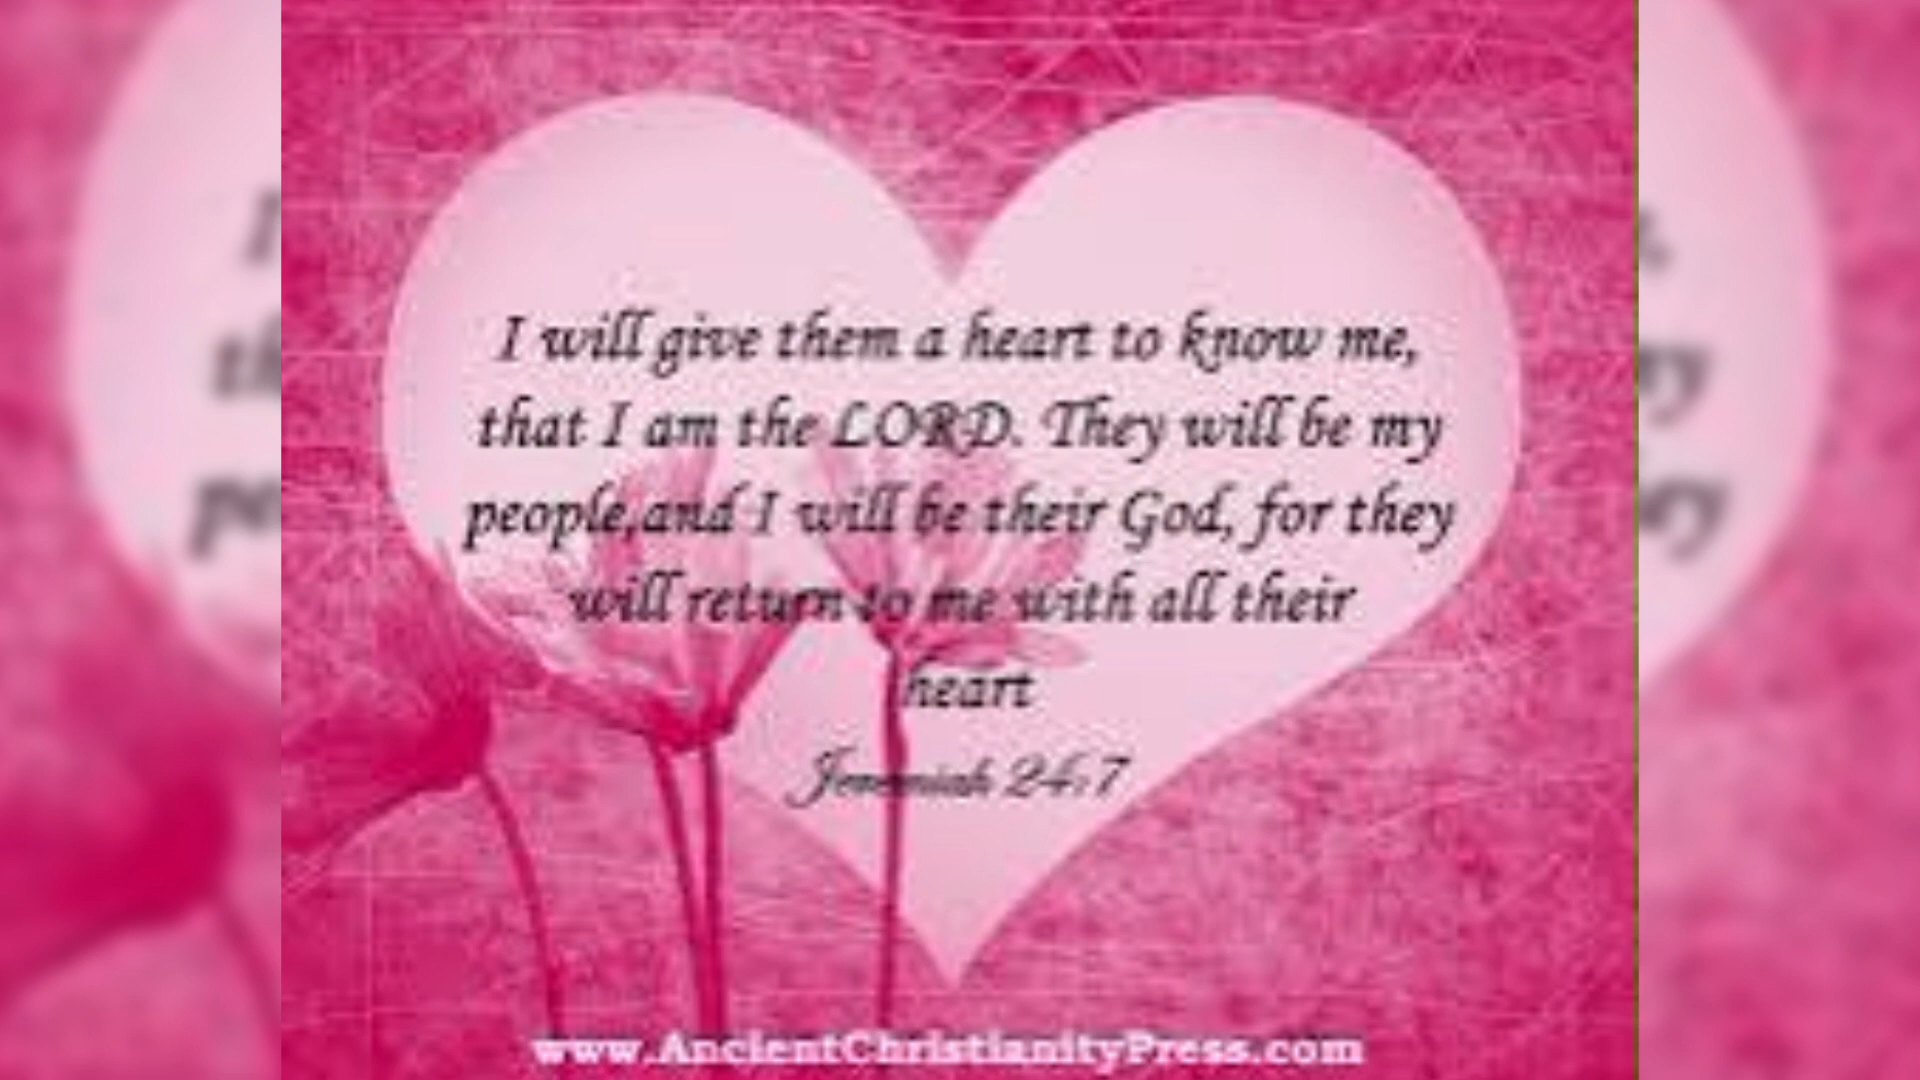 I will give them a heart to know me,
that I am the LORD. They will be my
people,and I will be their God, for they
will return to me with all their
heart
Jeremiah 24:7
www.AncientChristianityPress.com